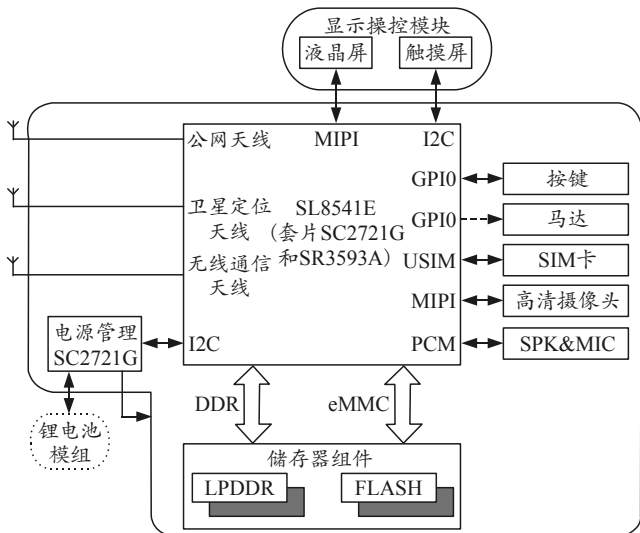 显示操控模块
液晶屏
触摸屏
公网天线
MIPI
I2C
GPI0
按键
卫星定位
天线
SL8541E
(套片SC2721G
和SR3593A)
GPI0
马达
无线通信
天线
USIM
SIM卡
MIPI
高清摄像头
电源管理
SC2721G
I2C
PCM
SPK&MIC
DDR
eMMC
锂电池
模组
储存器组件
LPDDR
FLASH